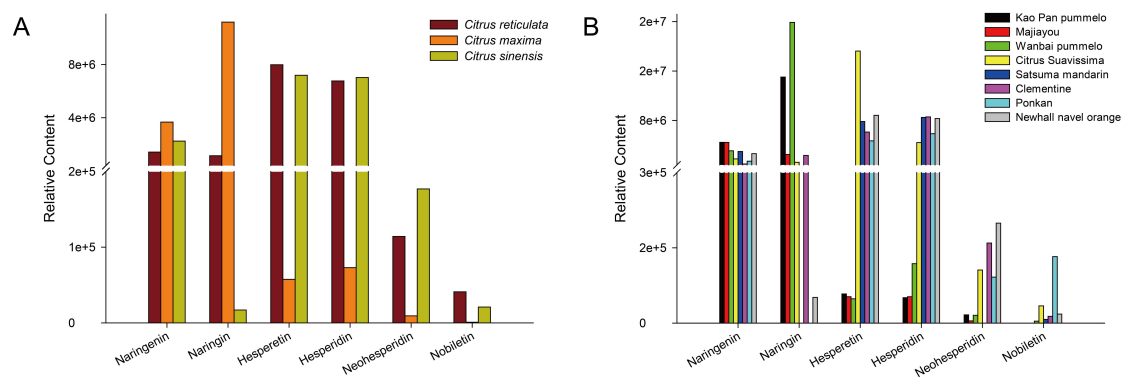 A
Relative Content
8e+6
4e+6
2e+5
1e+5
0
Citrus reticulata
Citrus maxima
Citrus sinensis
Naringenin
Naringin
Hesperetin
Hesperidin
Neohesperidin
Nobiletin
B
Relative Content
2e+7
2e+7
8e+6
3e+5
2e+5
0
Kao Pan pummelo
Majiayou
Wanbai pummelo
Citrus Suavissima
Satsuma mandarin
Clementine
Ponkan
Newhall navel orange
Naringenin
Naringin
Hesperetin
Hesperidin
Neohesperidin
Nobiletin